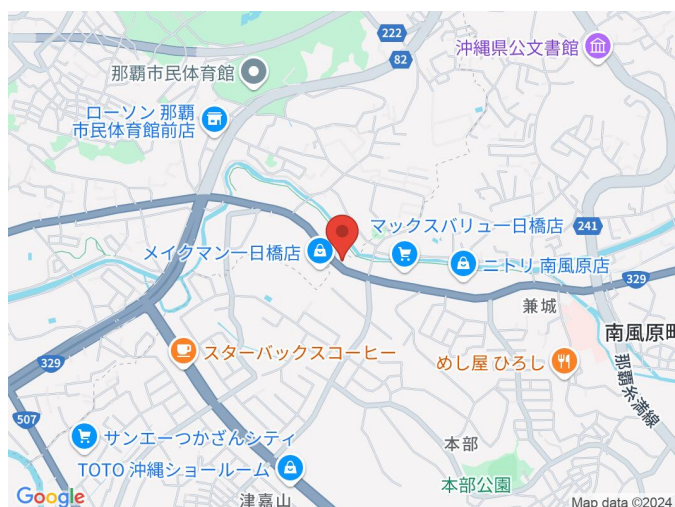 222
沖縄県公文書館
82
那覇市民体育館
ローソン 那覇
市民体育館前店
マックスバリュー日橋店
241
メイクマン一日橋店
ニトリ 南風原店
329
兼城
南風原町
329
スターバックスコーヒー
めし屋 ひろし
那覇糸満線
507
サンエーつかざんシティ
本部
TOTO 沖縄ショールーム
本部公園
津嘉山
Google
Map data ©2024